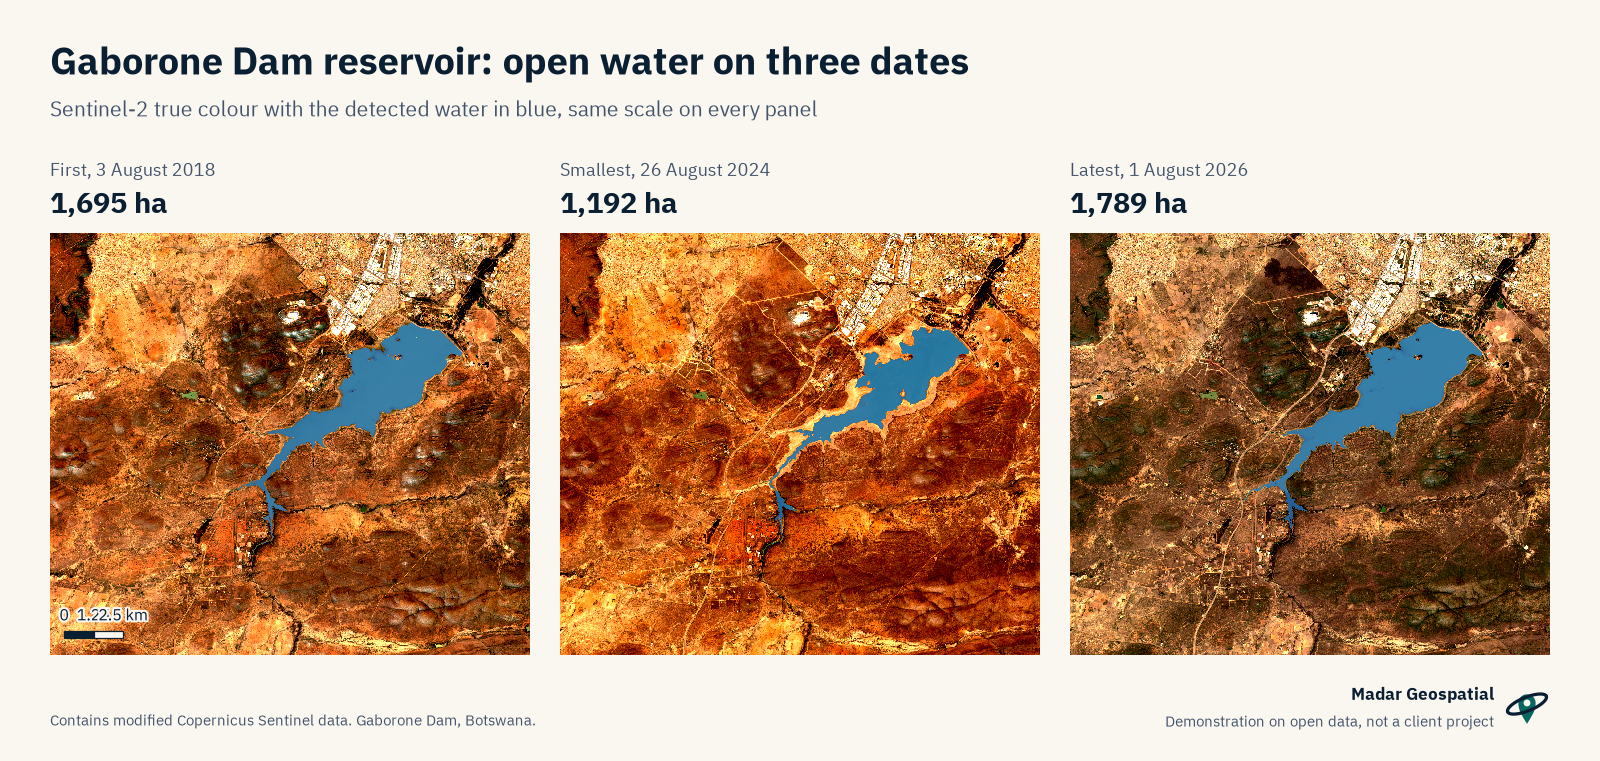 Gaborone Dam reservoir: open water on three dates
Sentinel-2 true colour with the detected water in blue, same scale on every panel
First, 3 August 2018
1,695 ha
Smallest, 26 August 2024
1,192 ha
Latest, 1 August 2026
1,789 ha
0 1.22.5 km
Madar Geospatial
Contains modified Copernicus Sentinel data. Gaborone Dam, Botswana.
Demonstration on open data, not a client project